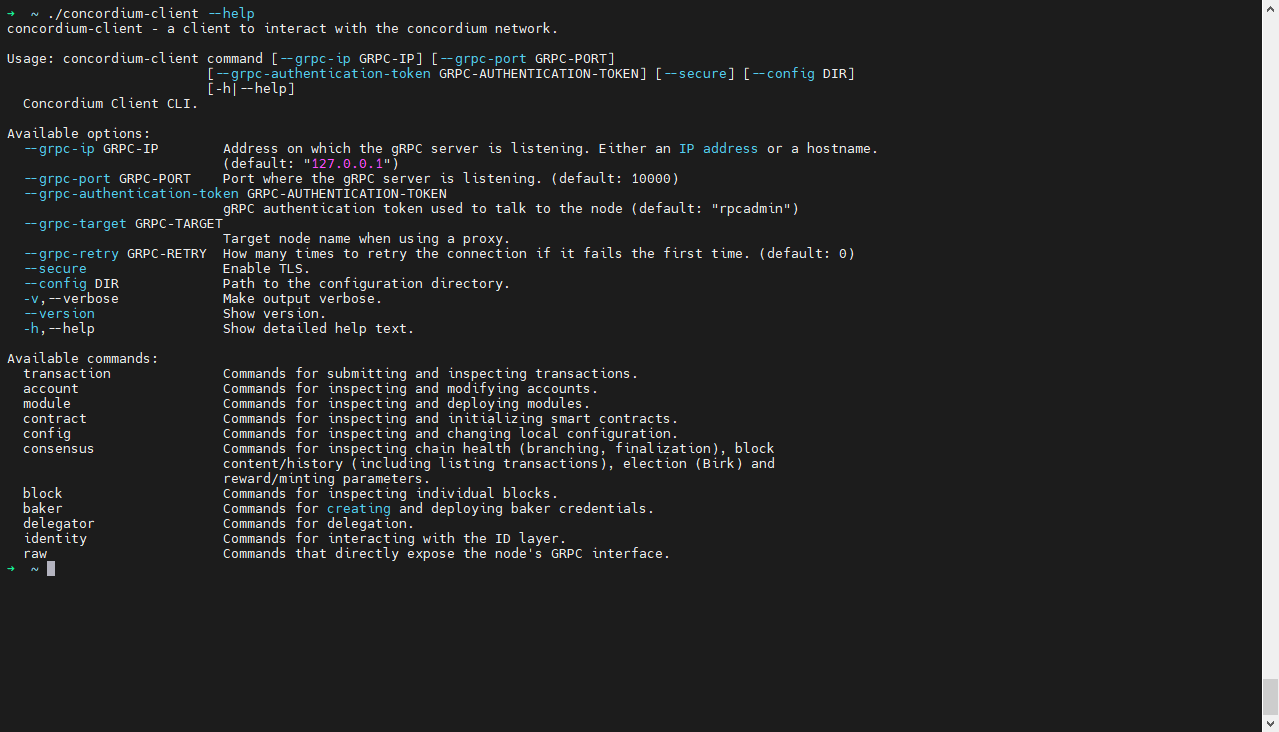 ➜  ~ ./concordium-client --help
concordium-client - a client to interact with the concordium network.

Usage: concordium-client command [--grpc-ip GRPC-IP] [--grpc-port GRPC-PORT]
                         [--grpc-authentication-token GRPC-AUTHENTICATION-TOKEN] [--secure] [--config DIR]
                         [-h|--help]
  Concordium Client CLI.

Available options:
  --grpc-ip GRPC-IP        Address on which the gRPC server is listening. Either an IP address or a hostname.
                           (default: "127.0.0.1")
  --grpc-port GRPC-PORT    Port where the gRPC server is listening. (default: 10000)
  --grpc-authentication-token GRPC-AUTHENTICATION-TOKEN
                           gRPC authentication token used to talk to the node (default: "rpcadmin")
  --grpc-target GRPC-TARGET
                           Target node name when using a proxy.
  --grpc-retry GRPC-RETRY  How many times to retry the connection if it fails the first time. (default: 0)
  --secure                 Enable TLS.
  --config DIR             Path to the configuration directory.
  -v,--verbose             Make output verbose.
  --version                Show version.
  -h,--help                Show detailed help text.

Available commands:
  transaction              Commands for submitting and inspecting transactions.
  account                  Commands for inspecting and modifying accounts.
  module                   Commands for inspecting and deploying modules.
  contract                 Commands for inspecting and initializing smart contracts.
  config                   Commands for inspecting and changing local configuration.
  consensus                Commands for inspecting chain health (branching, finalization), block
                           content/history (including listing transactions), election (Birk) and
                           reward/minting parameters.
  block                    Commands for inspecting individual blocks.
  baker                    Commands for creating and deploying baker credentials.
  delegator                Commands for delegation.
  identity                 Commands for interacting with the ID layer.
  raw                      Commands that directly expose the node's GRPC interface.
➜  ~